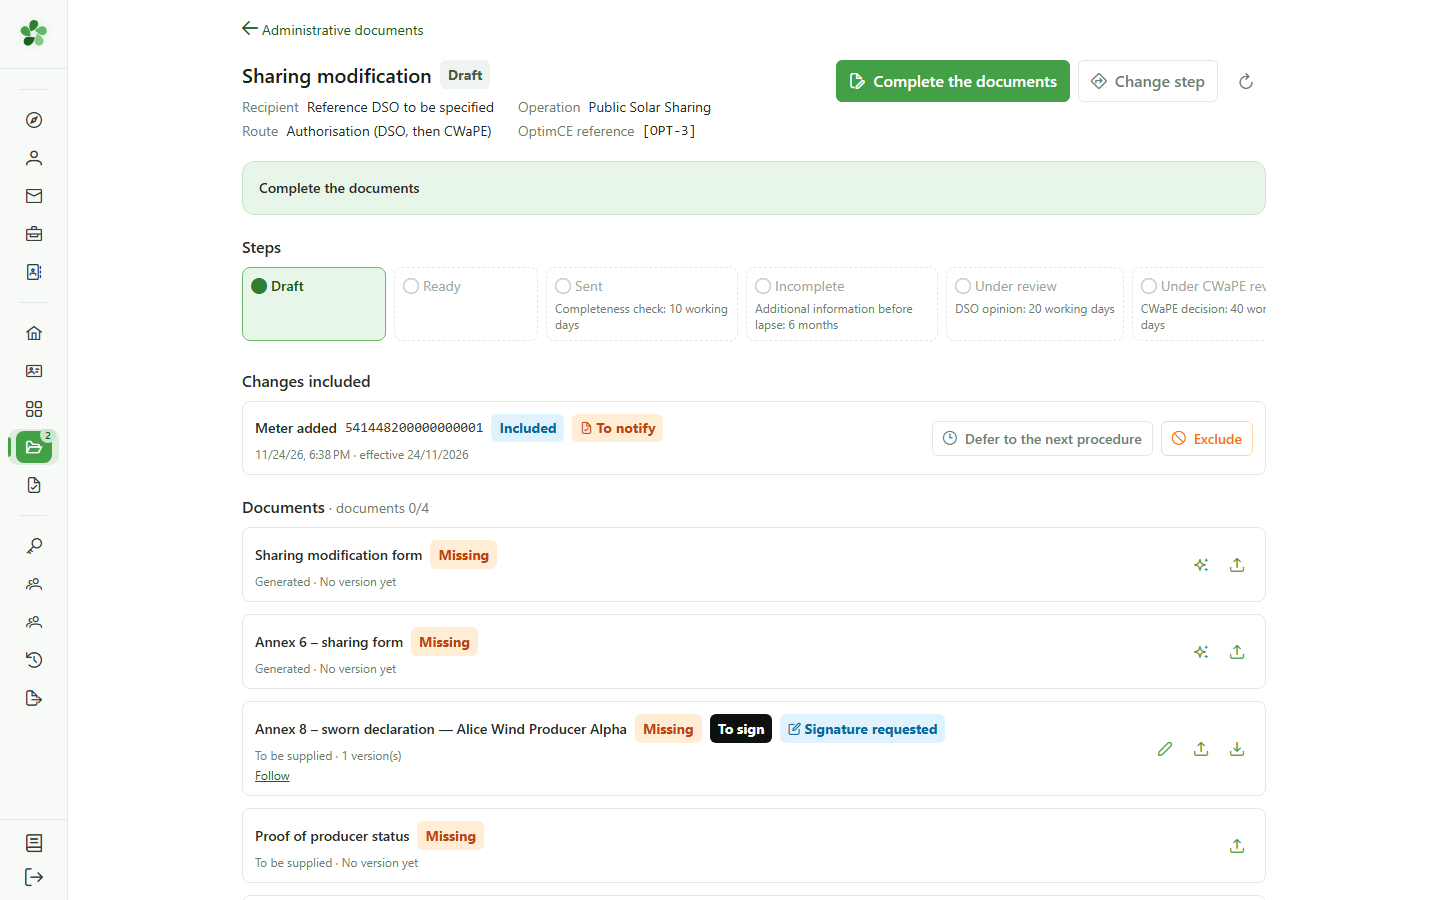 Administrative documents
Sharing modification Draft
Complete the documents
Change step
Recipient Reference DSO to be specified Operation Public Solar Sharing
Route Authorisation (DSO, then CWaPE) OptimCE reference [OPT-3]
Complete the documents
Steps
Draft
Ready
Sent
Completeness check: 10 working
days
Incomplete
Additional information before
lapse: 6 months
Under review
DSO opinion: 20 working days
Under CWaPE rev
CWaPE decision: 40 wor
days
Changes included
Meter added 541448200000000001 Included To notify
11/24/26, 6:38 PM · effective 24/11/2026
Defer to the next procedure
Exclude
2
Documents · documents 0/4
Sharing modification form Missing
Generated · No version yet
Annex 6 – sharing form Missing
Generated · No version yet
Annex 8 – sworn declaration — Alice Wind Producer Alpha Missing To sign Signature requested
To be supplied · 1 version(s)
Follow
Proof of producer status Missing
To be supplied · No version yet